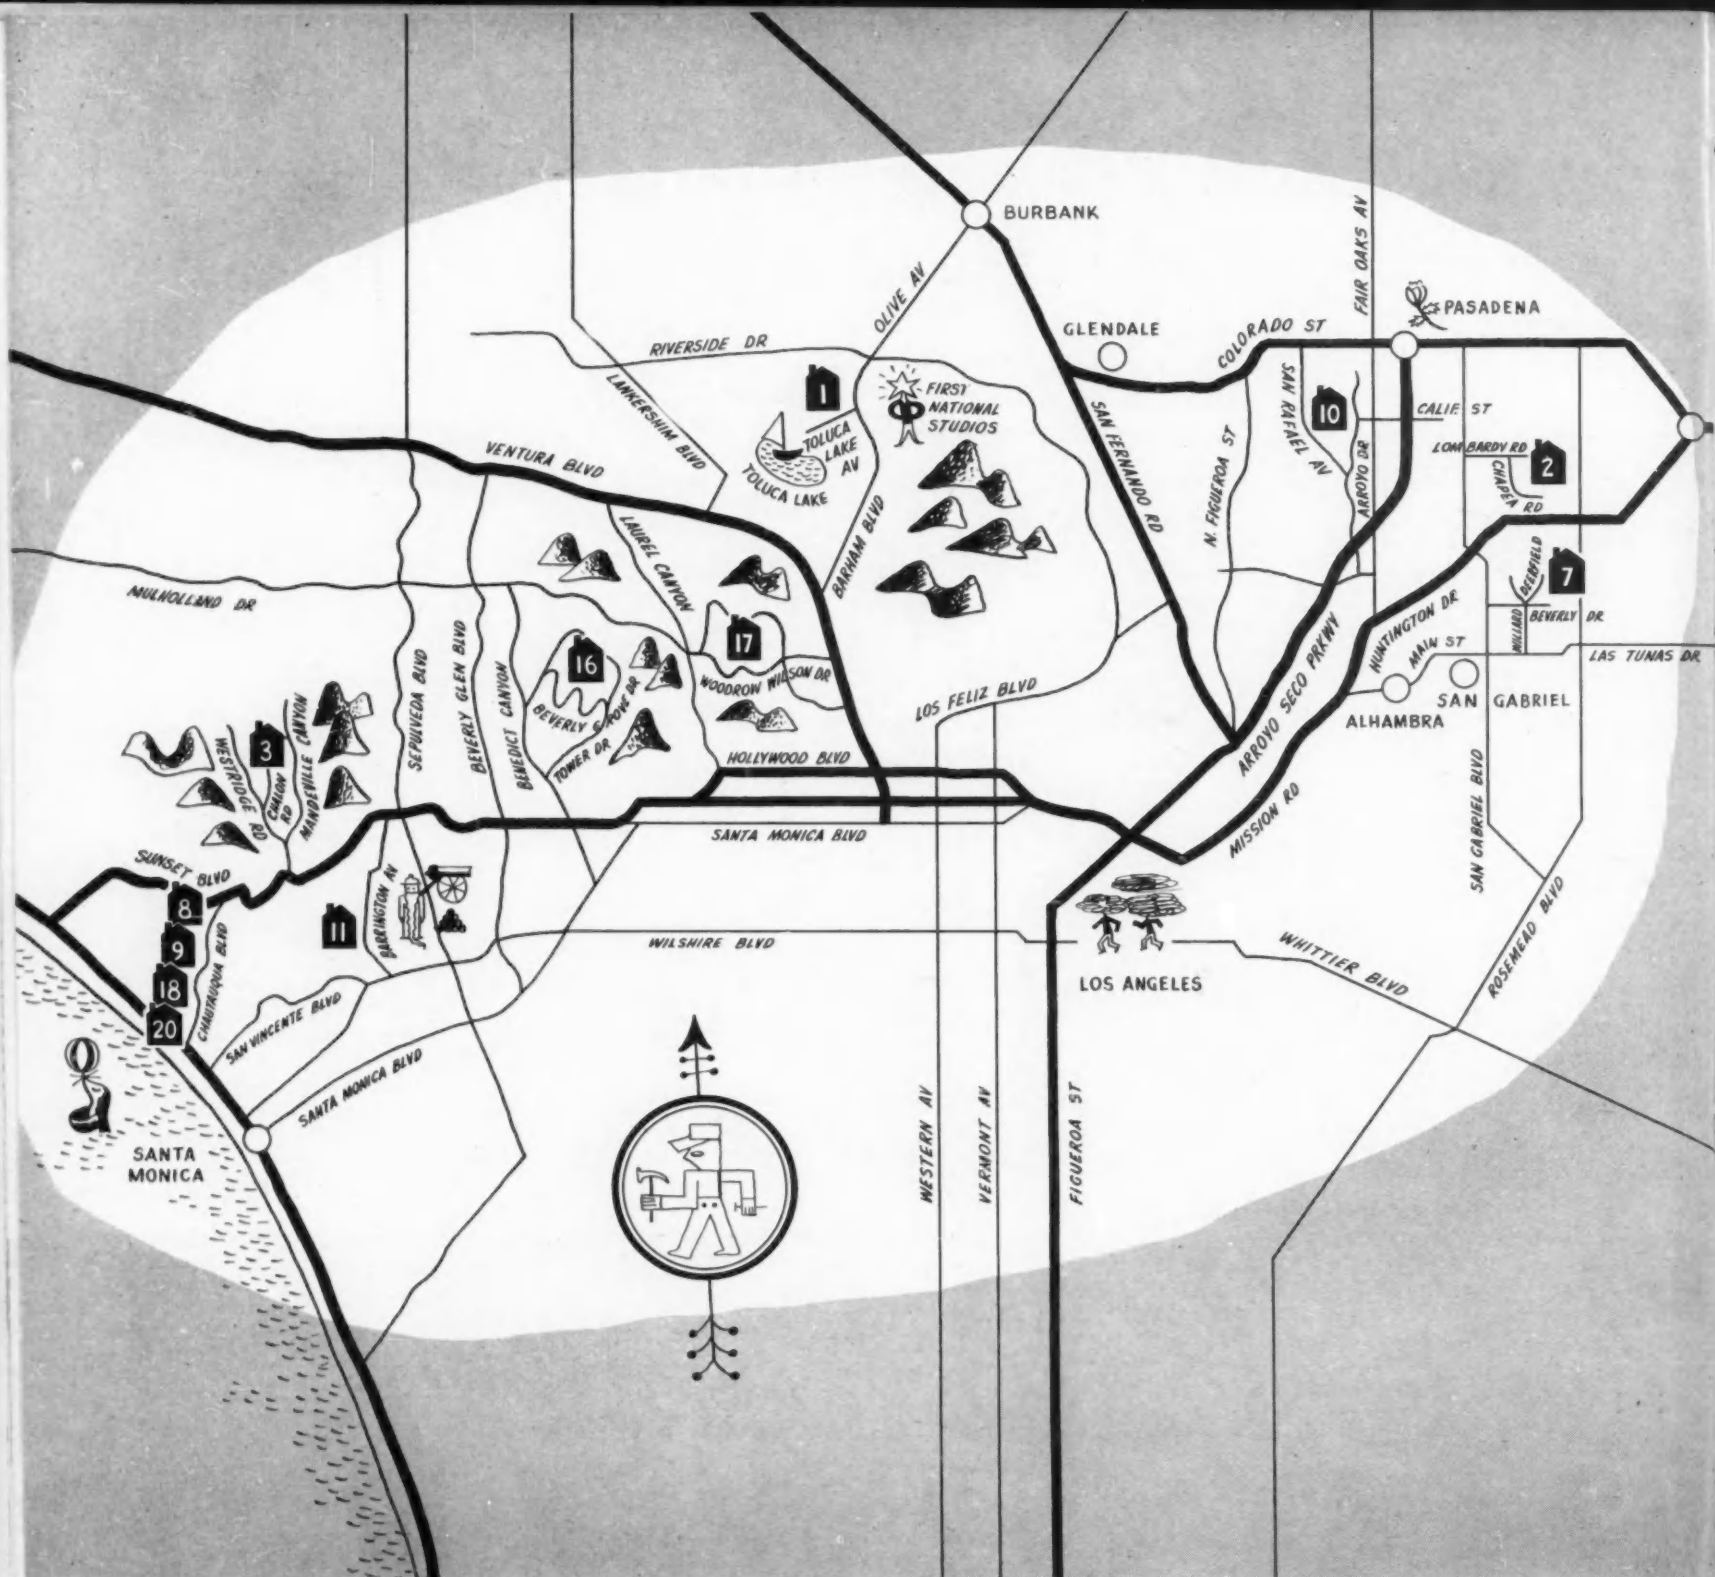 BURBANK
FAIR OAKS AV
OLIVE AV
PASADENA
GLENDALE
COLORADO ST
RIVERSIDE DR
LANKERSHIM BLVD
1
FIRST
NATIONAL
STUDIOS
TOLUCA
LAKE
AV
TOLUCA LAKE
SAN FERNANDO RD
SAN RAFAEL AV
10
CALIF ST
LOMBARDY RD
2
CHAPEA
RD
ARROYO DR
N. FIGUEROA ST
VENTURA BLVD
LAUREL CANYON
BARHAM BLVD
MULHOLLAND DR
DEERFIELD
7
MILLIARD
BEVERLY DR
HUNTINGTON DR
MAIN ST
LAS TUNAS DR
SEPULVEDA BLVD
BEVERLY GLEN BLVD
BENEDICT CANYON
16
17
BEVERLY GROVE DR
WOODROW WILSON DR
LOS FELIZ BLVD
ARROYO SECO PRKWY
ALHAMBRA
SAN GABRIEL
TOWER DR
HOLLYWOOD BLVD
WESTRIDGE RD
3
CHALON
RD
MANDEVILLE CANYON
SANTA MONICA BLVD
MISSION RD
SAN GABRIEL BLVD
SUNSET BLVD
8
9
18
20
CHAUTAUQUA BLVD
11
BARRINGTON AV
WILSHIRE BLVD
LOS ANGELES
WHITTIER BLVD
ROSEMEAD BLVD
SAN VINCENTE BLVD
SANTA MONICA BLVD
SANTA
MONICA
WESTERN AV
VERMONT AV
FIGUEROA ST